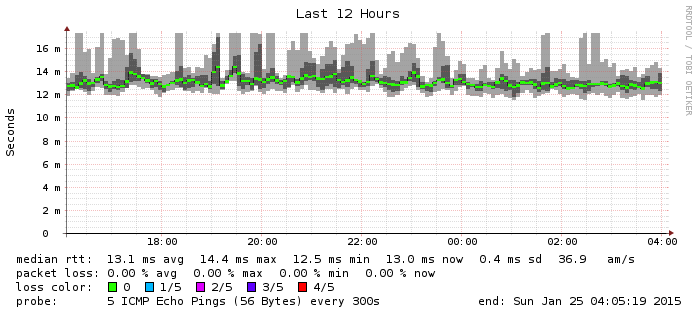 Last 12 Hours
RRDTOOL / TOBI OETIKER
Seconds
16 m
14 m
12 m
10 m
8 m
6 m
4 m
2 m
0
18:00 20:00 22:00 00:00 02:00 04:00
median rtt: 13.1 ms avg 14.4 ms max 12.5 ms min 13.0 ms now 0.4 ms sd 36.9 am/s
packet loss: 0.00 % avg 0.00 % max 0.00 % min 0.00 % now
loss color: 0 1/5 2/5 3/5 4/5
probe: 5 ICMP Echo Pings (56 Bytes) every 300s end: Sun Jan 25 04:05:19 2015